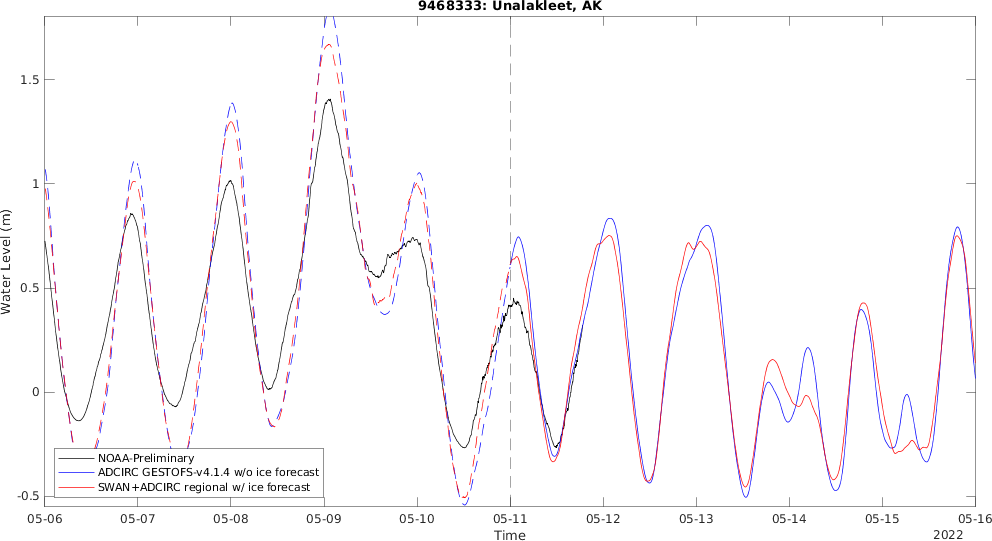 9468333: Unalakleet, AK
Water Level (m)
1.5
1
0.5
0
-0.5
NOAA-Preliminary
ADCIRC GESTOFS-v4.1.4 w/o ice forecast
SWAN+ADCIRC regional w/ ice forecast
05-06 05-07 05-08 05-09 05-10 05-11 05-12 05-13 05-14 05-15 05-16
Time
2022